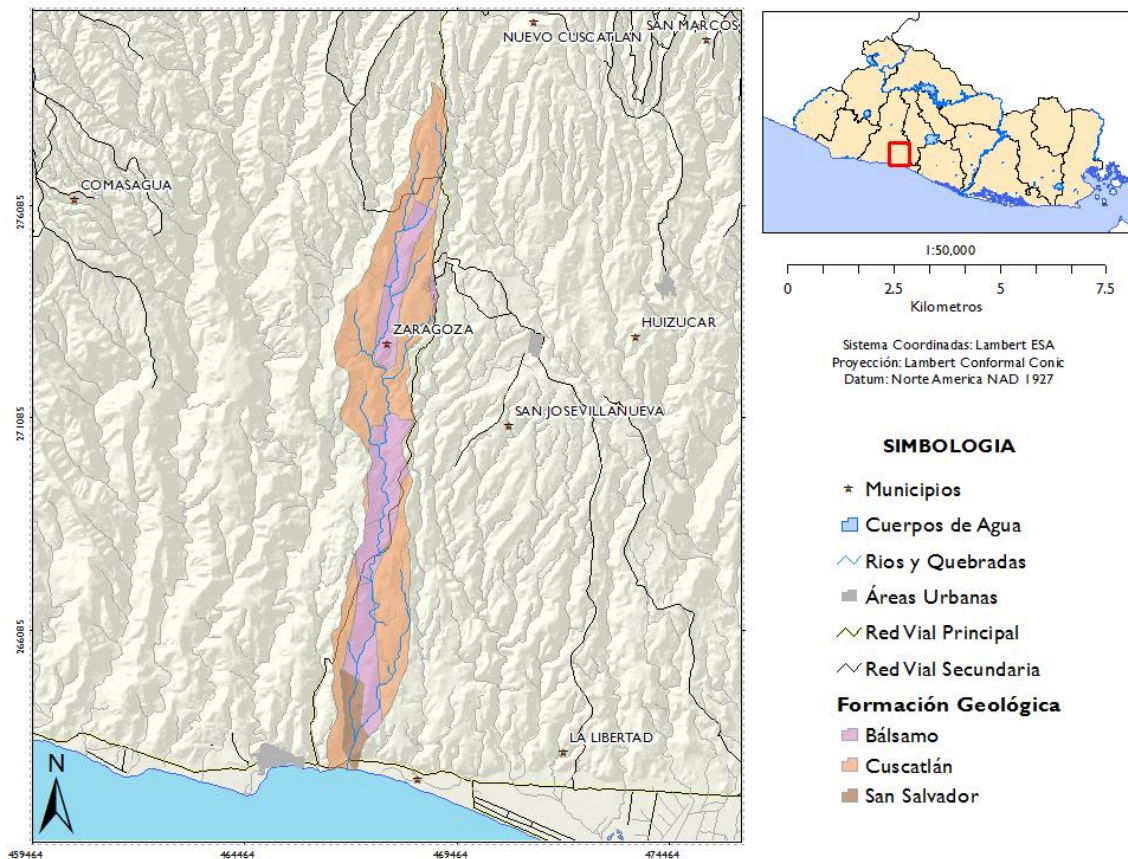 NUEVO CUSCATLAN
SAN MARCOS
COMASAGUA
ZARAGOZA
HUIZUCAR
SAN JOSEVILLANUEVA
LA LIBERTAD
N
276085
271085
266085
459464
464464
469464
474464
1:50,000
0 2.5 5 7.5
Kilometros
Sistema Coordinadas: Lambert ESA
Proyección: Lambert Conformal Conic
Datum: Norte America NAD 1927
SIMBOLOGIA
Municipios
Cuerpos de Agua
Rios y Quebradas
Áreas Urbanas
Red Vial Principal
Red Vial Secundaria
Formación Geológica
Bálsamo
Cuscatlán
San Salvador